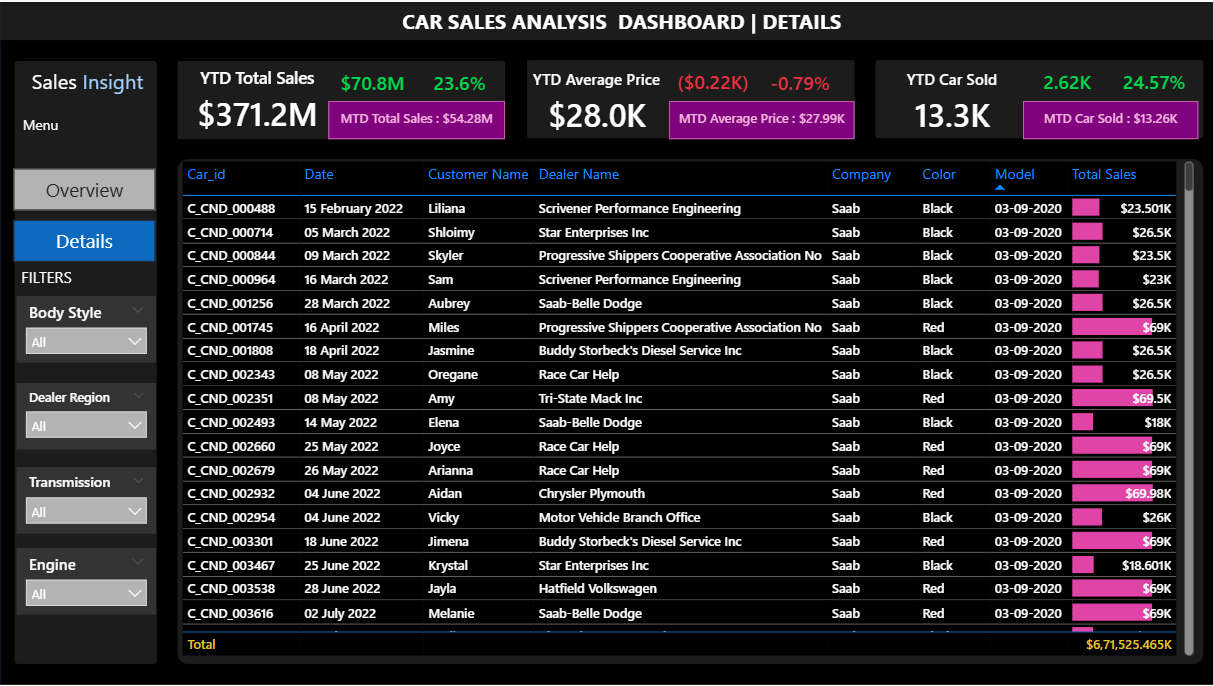 CAR SALES ANALYSIS DASHBOARD | DETAILS
Sales Insight
Menu
Overview
Details
FILTERS
Body Style
All
Dealer Region
All
Transmission
All
Engine
All
YTD Total Sales $70.8M 23.6%
$371.2M MTD Total Sales : $54.28M
YTD Average Price ($0.22K) -0.79%
$28.0K MTD Average Price : $27.99K
YTD Car Sold 2.62K 24.57%
13.3K MTD Car Sold : $13.26K
Car_id Date Customer Name Dealer Name Company Color Model Total Sales
C_CND_000488 15 February 2022 Liliana Scrivener Performance Engineering Saab Black 03-09-2020 $23.501K
C_CND_000714 05 March 2022 Shloimy Star Enterprises Inc Saab Black 03-09-2020 $26.5K
C_CND_000844 09 March 2022 Skyler Progressive Shippers Cooperative Association No Saab Black 03-09-2020 $23.5K
C_CND_000964 16 March 2022 Sam Scrivener Performance Engineering Saab Black 03-09-2020 $23K
C_CND_001256 28 March 2022 Aubrey Saab-Belle Dodge Saab Black 03-09-2020 $26.5K
C_CND_001745 16 April 2022 Miles Progressive Shippers Cooperative Association No Saab Red 03-09-2020 $69K
C_CND_001808 18 April 2022 Jasmine Buddy Storbeck's Diesel Service Inc Saab Black 03-09-2020 $26.5K
C_CND_002343 08 May 2022 Oregane Race Car Help Saab Black 03-09-2020 $26.5K
C_CND_002351 08 May 2022 Amy Tri-State Mack Inc Saab Red 03-09-2020 $69.5K
C_CND_002493 14 May 2022 Elena Saab-Belle Dodge Saab Black 03-09-2020 $18K
C_CND_002660 25 May 2022 Joyce Race Car Help Saab Red 03-09-2020 $69K
C_CND_002679 26 May 2022 Arianna Race Car Help Saab Red 03-09-2020 $69K
C_CND_002932 04 June 2022 Aidan Chrysler Plymouth Saab Red 03-09-2020 $69.98K
C_CND_002954 04 June 2022 Vicky Motor Vehicle Branch Office Saab Black 03-09-2020 $26K
C_CND_003301 18 June 2022 Jimena Buddy Storbeck's Diesel Service Inc Saab Red 03-09-2020 $69K
C_CND_003467 25 June 2022 Krystal Star Enterprises Inc Saab Black 03-09-2020 $18.601K
C_CND_003538 28 June 2022 Jayla Hatfield Volkswagen Saab Red 03-09-2020 $69K
C_CND_003616 02 July 2022 Melanie Saab-Belle Dodge Saab Red 03-09-2020 $69K
Total $6,71,525.465K